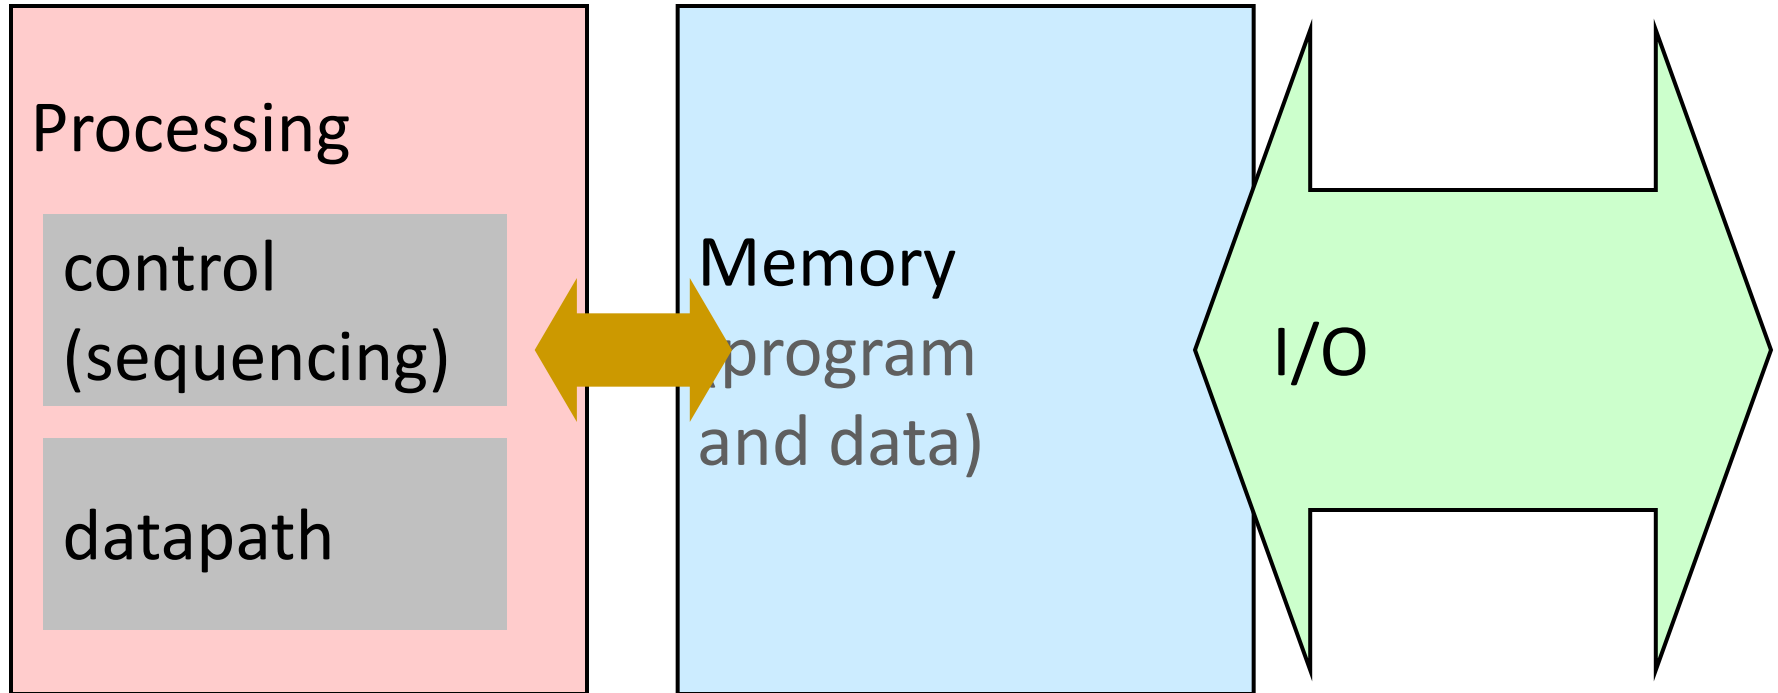 Processing
control
(sequencing)
datapath
Memory
(program
and data)
I/O